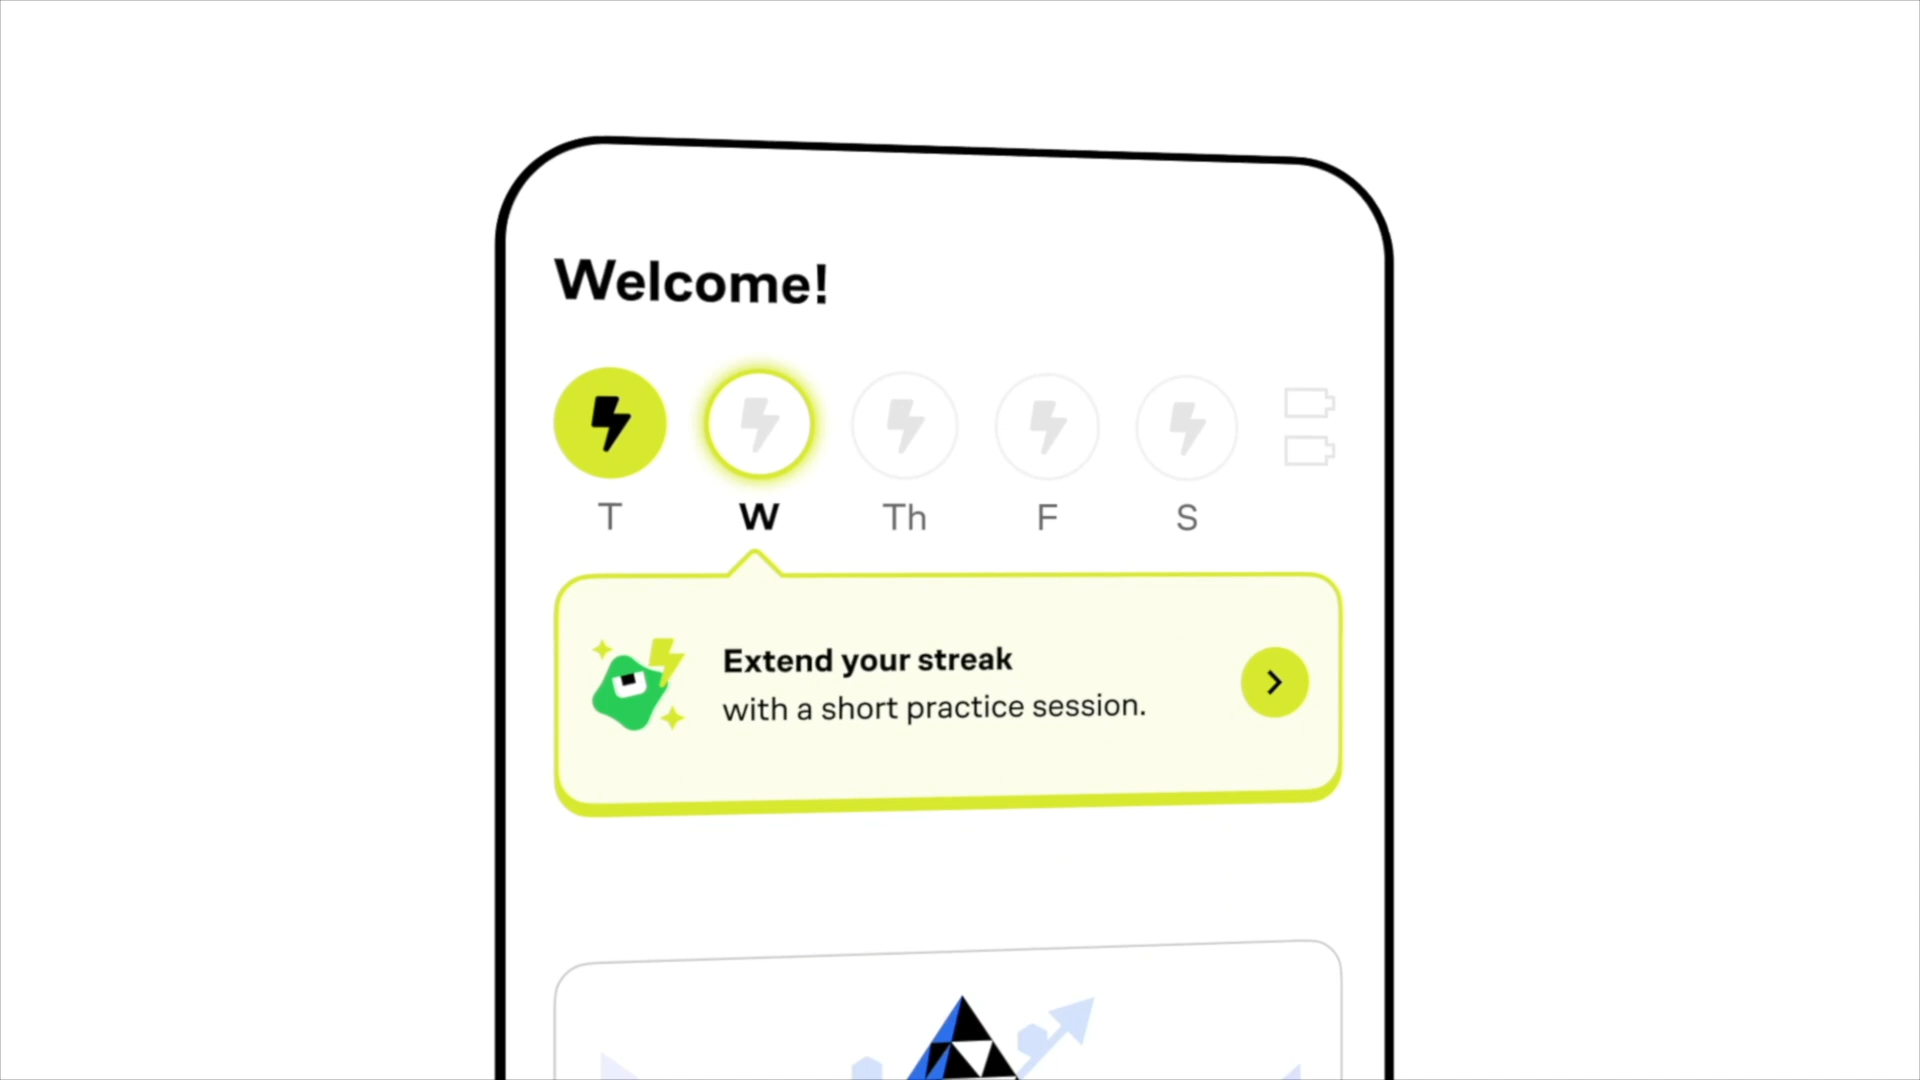 Welcome!
T W Th F S
Extend your streak
with a short practice session.